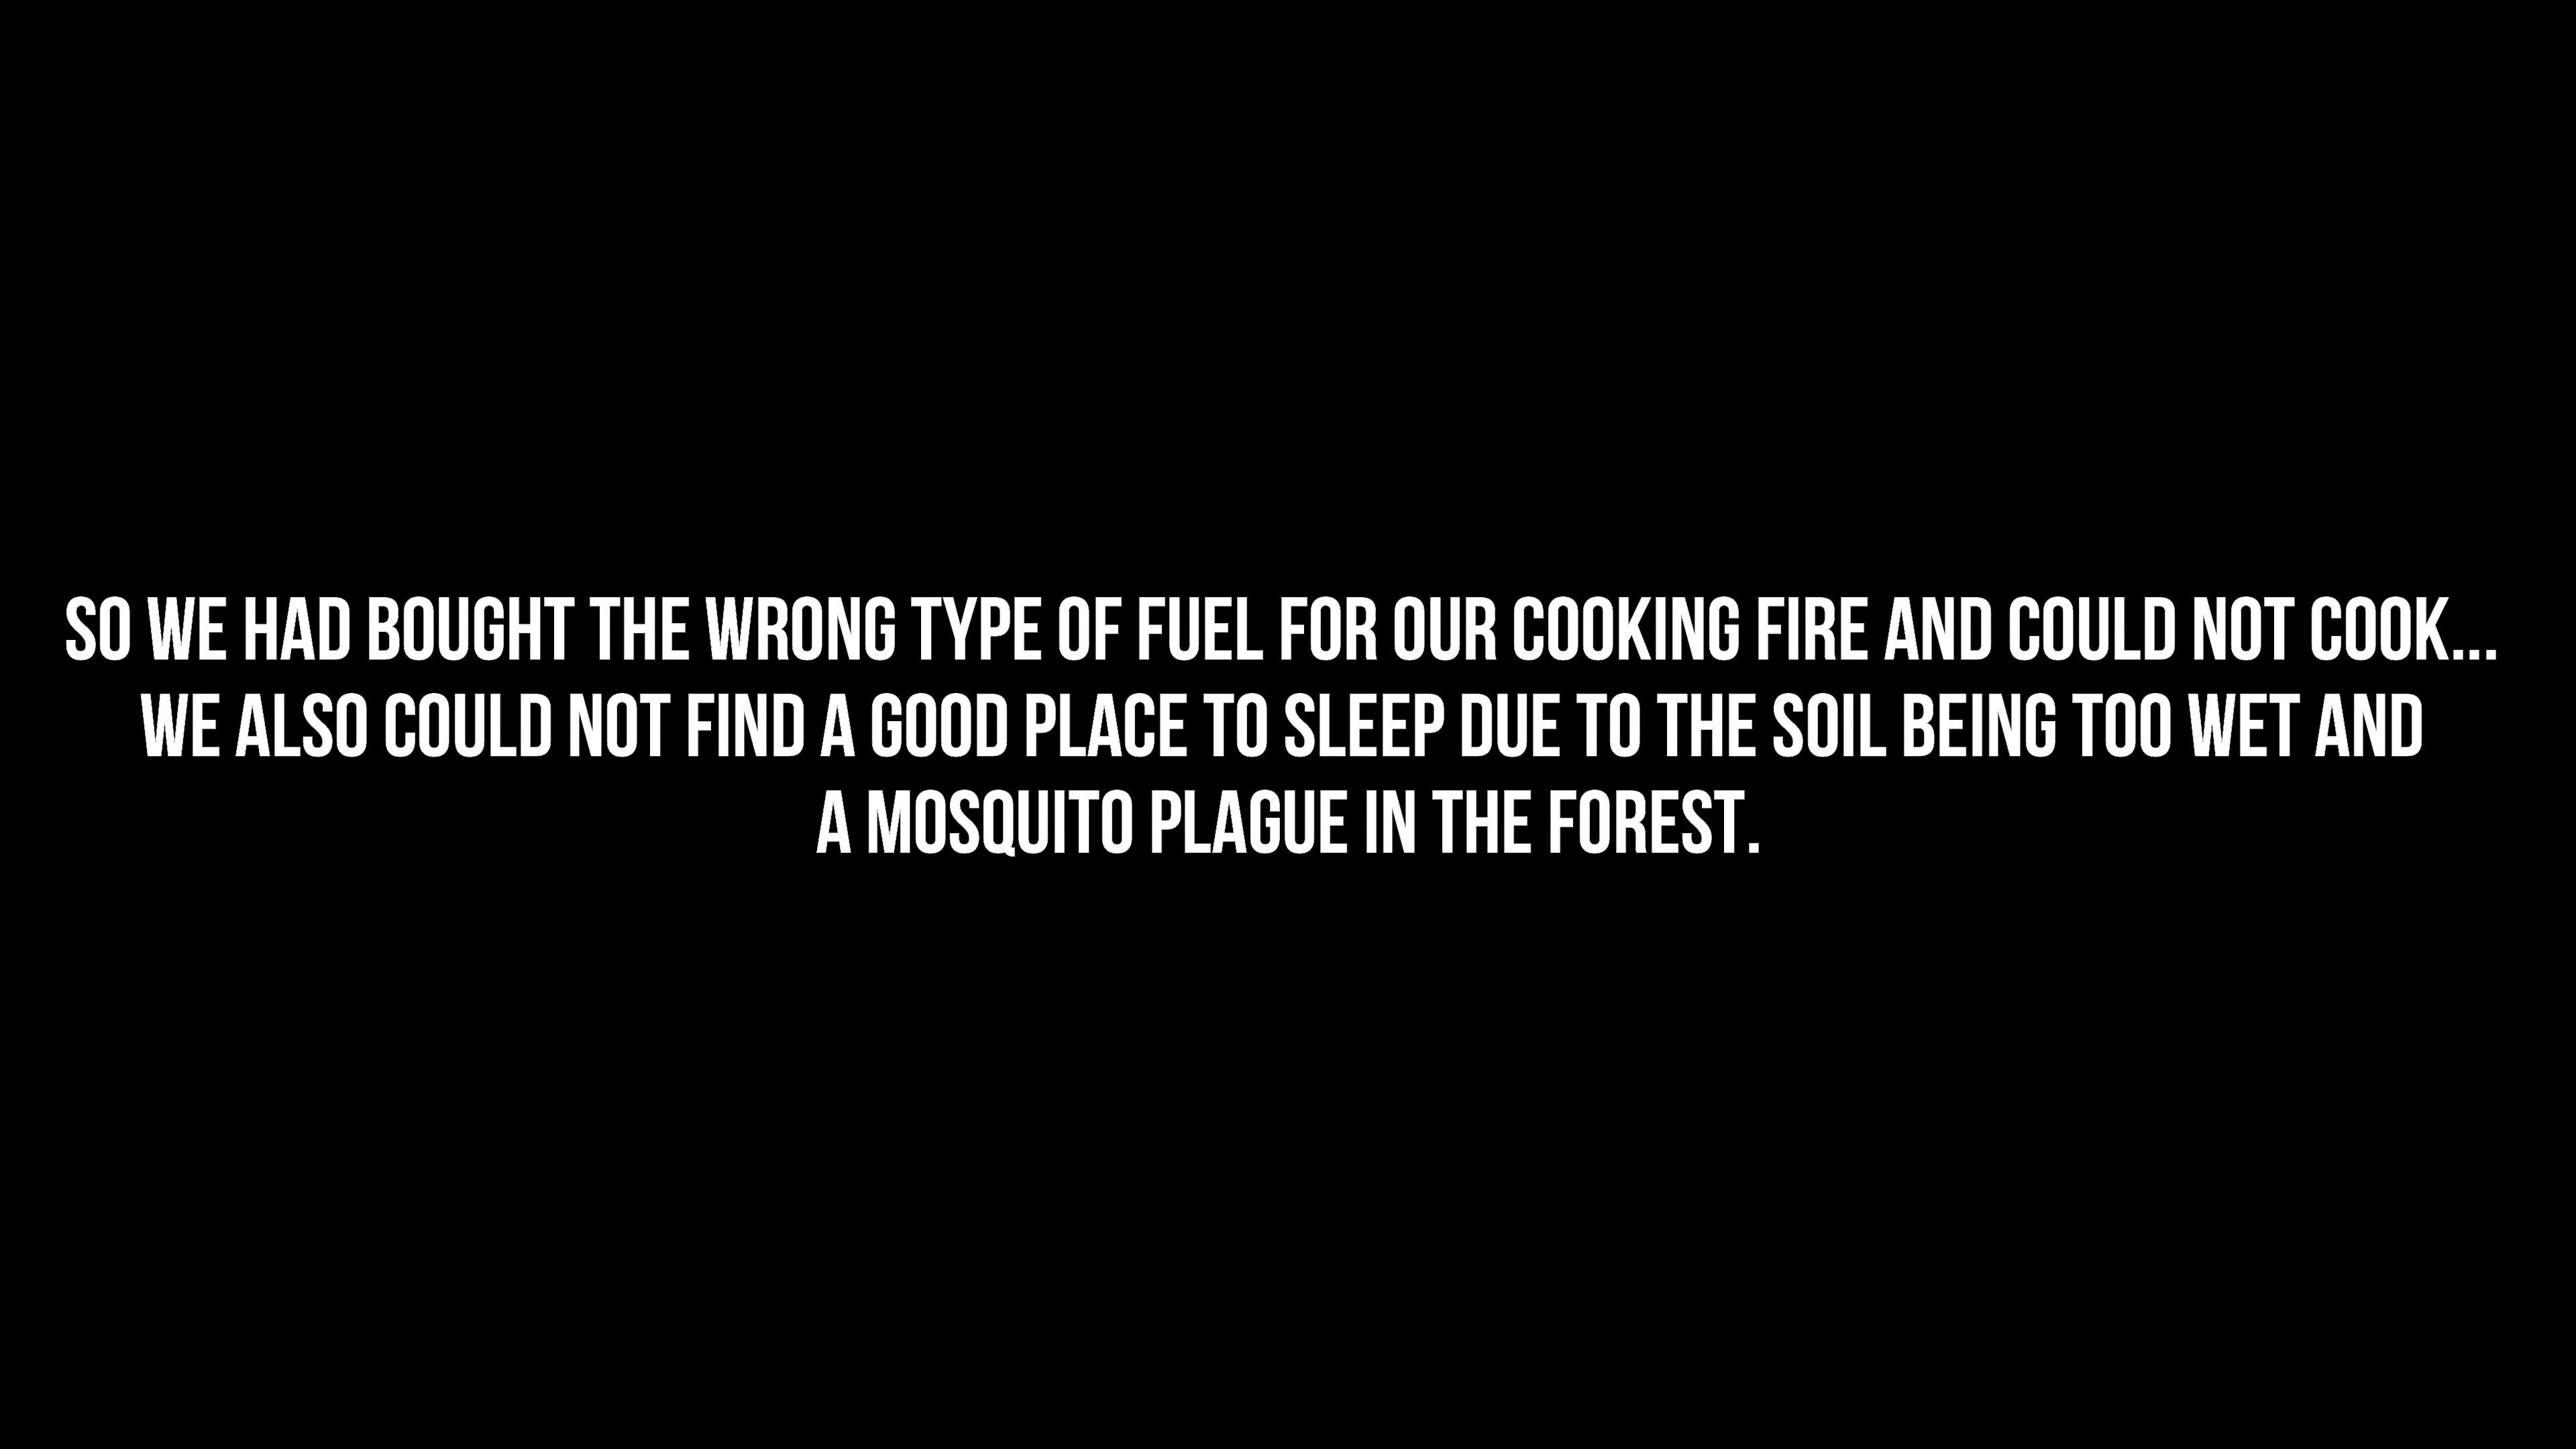 SO WE HAD BOUGHT THE WRONG TYPE OF FUEL FOR OUR COOKING FIRE AND COULD NOT COOK...
WE ALSO COULD NOT FIND A GOOD PLACE TO SLEEP DUE TO THE SOIL BEING TOO WET AND
A MOSQUITO PLAGUE IN THE FOREST.